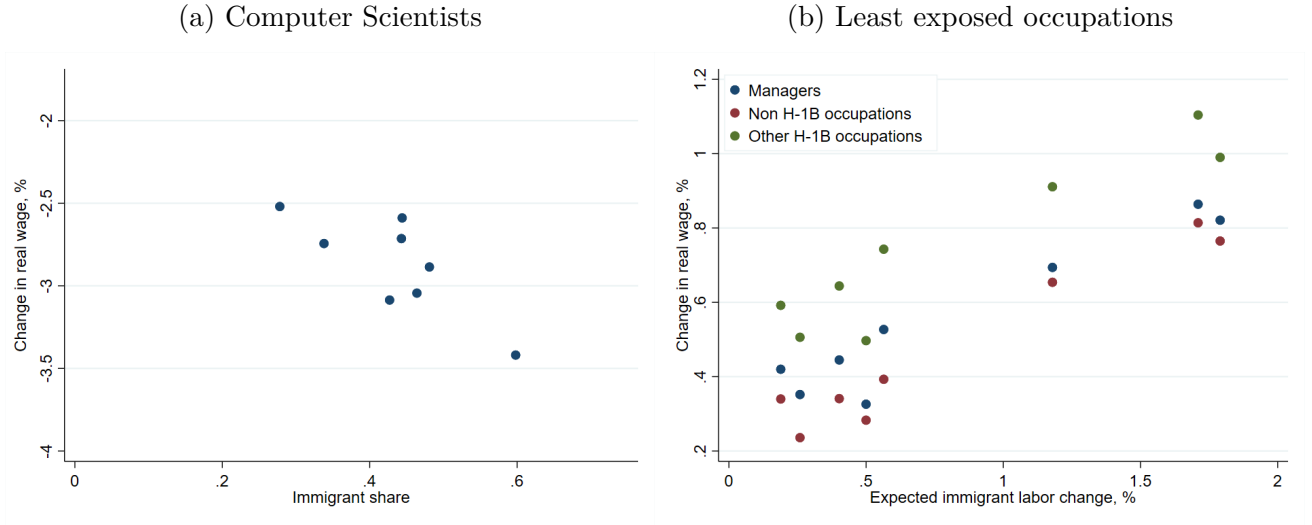 (a) Computer Scientists
Change in real wage, %
-2
-2.5
-3
-3.5
-4
0 .2 .4 .6
Immigrant share
(b) Least exposed occupations
Managers
Non H-1B occupations
Other H-1B occupations
Change in real wage, %
1.2
1
.8
.6
.4
.2
0 .5 1 1.5 2
Expected immigrant labor change, %